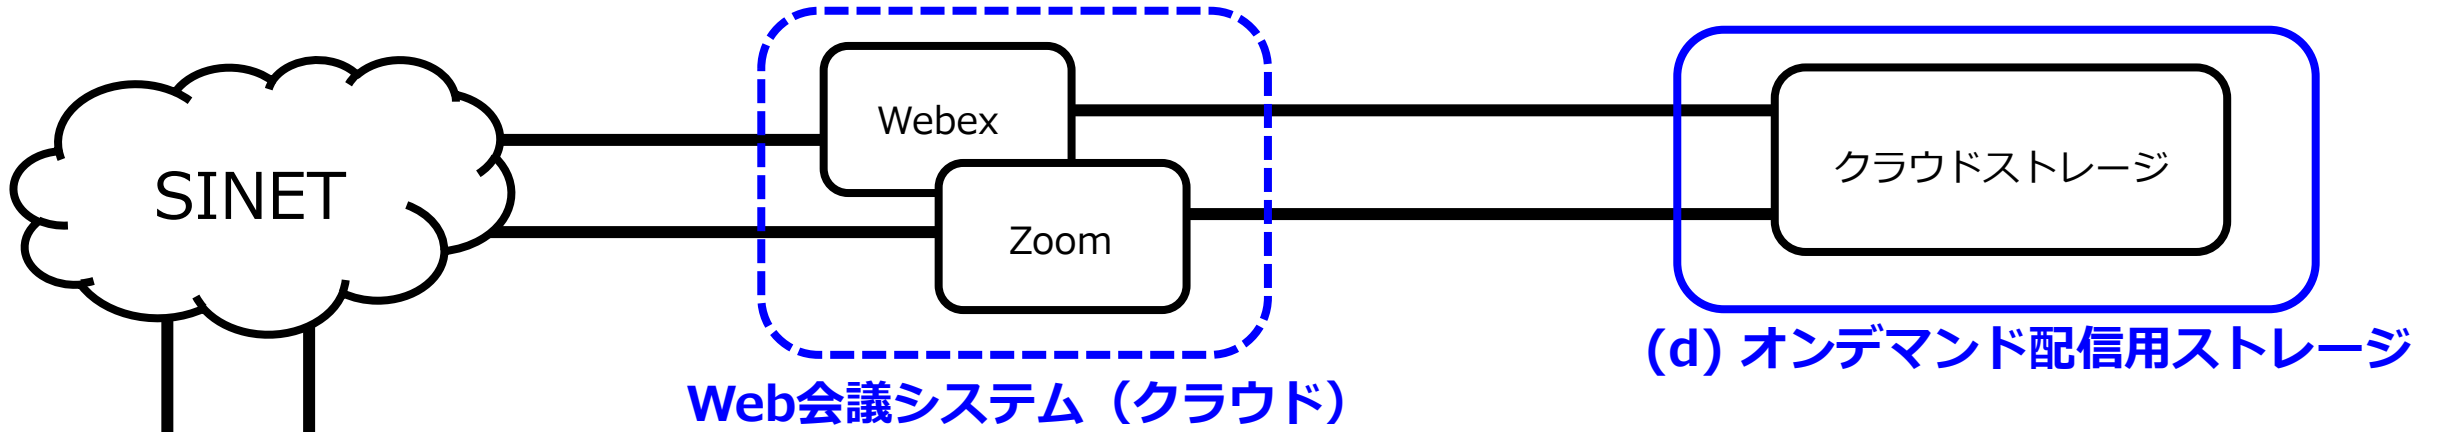 SINET
Webex
Zoom
クラウドストレージ
(d) オンデマンド配信用ストレージ
Web会議システム（クラウド）